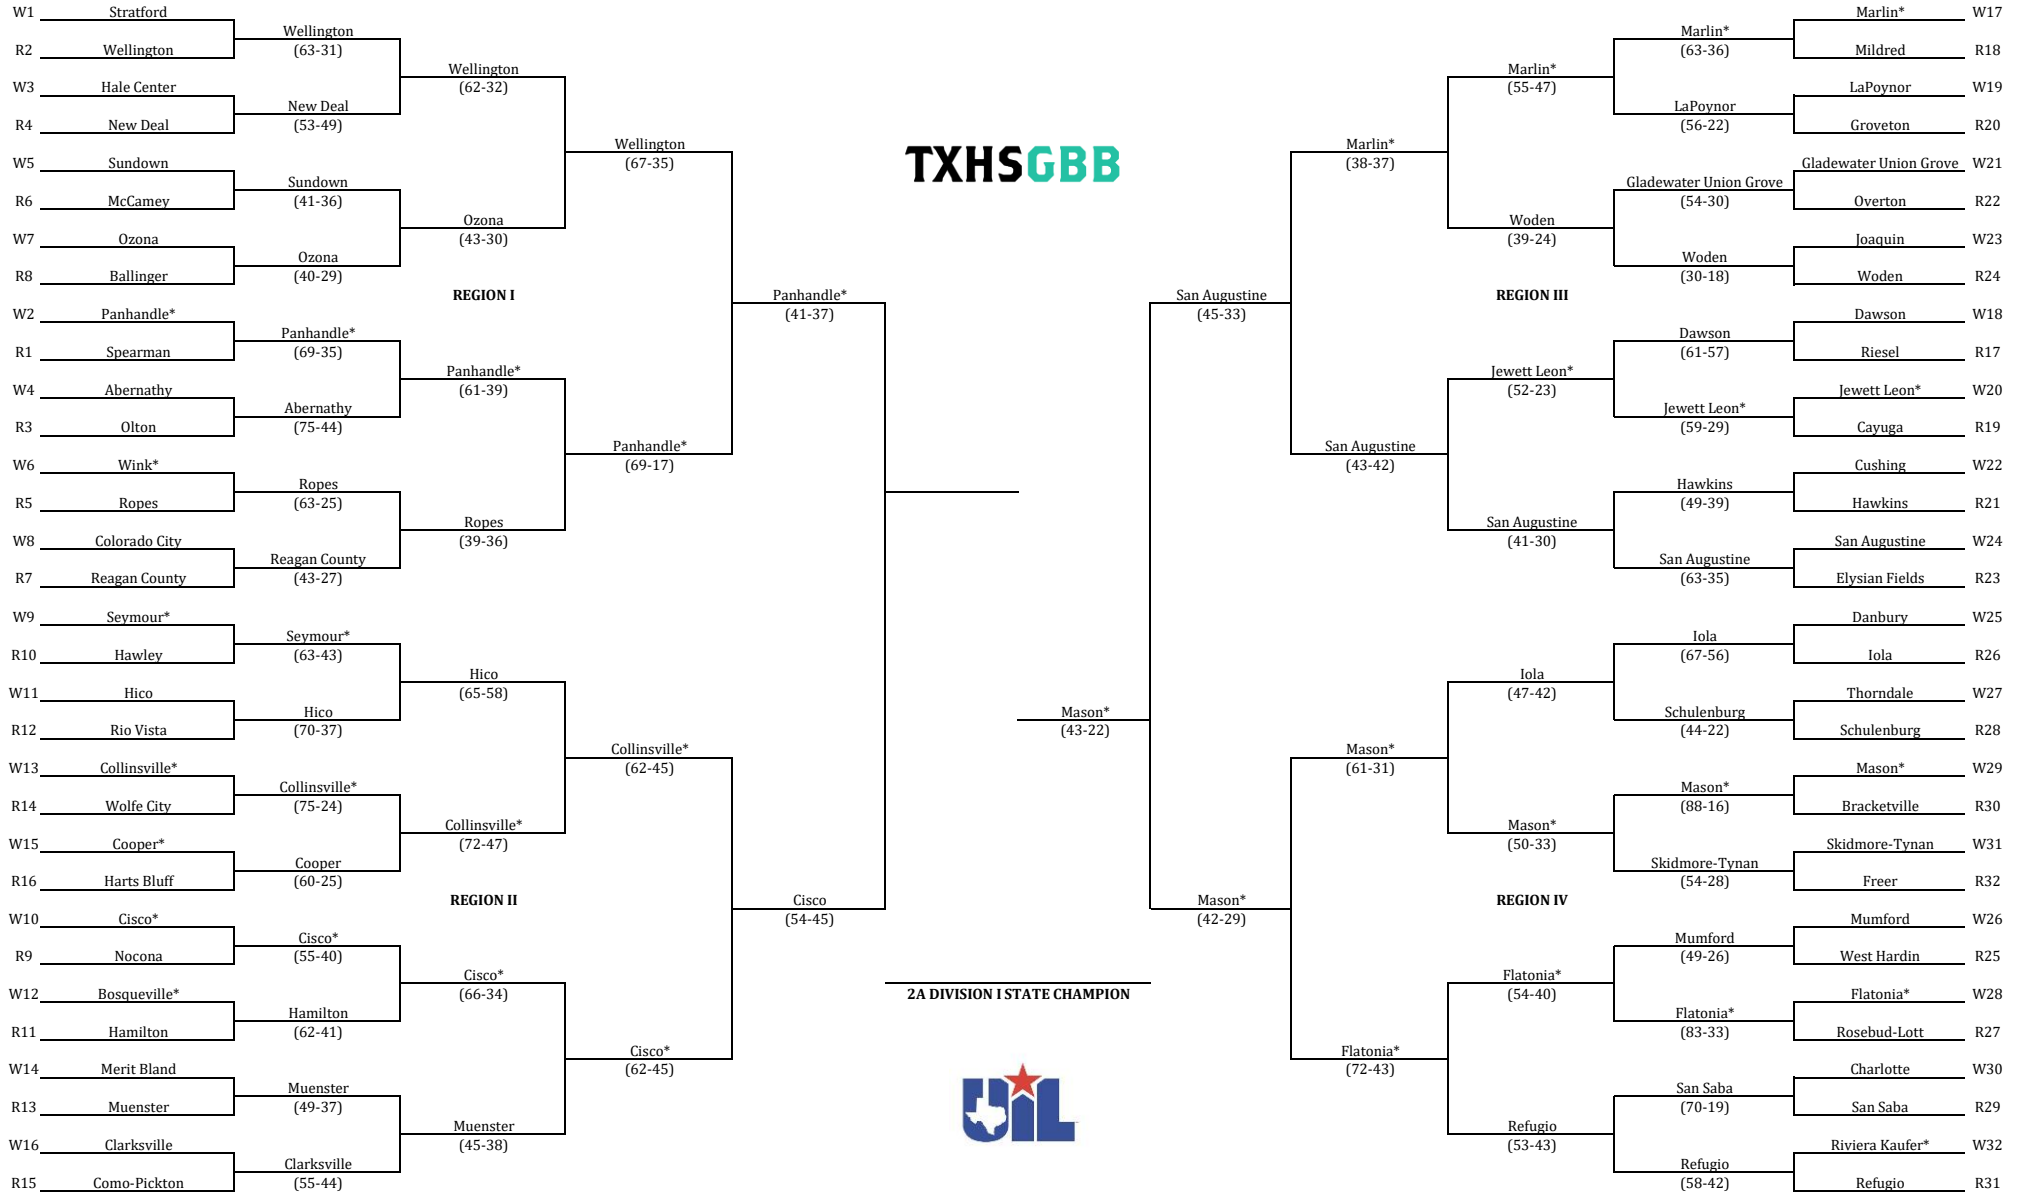 W1 Stratford
Wellington
(63-31)
R2 Wellington
Wellington
(62-32)
W3 Hale Center
New Deal
(53-49)
R4 New Deal
Wellington
(67-35)
W5 Sundown
Sundown
(41-36)
R6 McCamey
Ozona
(43-30)
W7 Ozona
Ozona
(40-29)
R8 Ballinger
REGION I
Panhandle*
(41-37)
W2 Panhandle*
Panhandle*
(69-35)
R1 Spearman
Panhandle*
(61-39)
W4 Abernathy
Abernathy
(75-44)
R3 Olton
Panhandle*
(69-17)
W6 Wink*
Ropes
(63-25)
R5 Ropes
Ropes
(39-36)
W8 Colorado City
Reagan County
(43-27)
R7 Reagan County
W9 Seymour*
Seymour*
(63-43)
R10 Hawley
Hico
(65-58)
W11 Hico
Hico
(70-37)
R12 Rio Vista
Collinsville*
(62-45)
W13 Collinsville*
Collinsville*
(75-24)
R14 Wolfe City
Collinsville*
(72-47)
W15 Cooper*
Cooper
(60-25)
R16 Harts Bluff
REGION II
Cisco
(54-45)
W10 Cisco*
Cisco*
(55-40)
R9 Nocona
Cisco*
(66-34)
W12 Bosqueville*
Hamilton
(62-41)
R11 Hamilton
Cisco*
(62-45)
W14 Merit Bland
Muenster
(49-37)
R13 Muenster
Muenster
(45-38)
W16 Clarksville
Clarksville
(55-44)
R15 Como-Pickton
TXHSGBB
Mason*
(43-22)
2A DIVISION I STATE CHAMPION
UIL
Marlin* W17
Marlin*
(63-36)
Mildred R18
Marlin*
(55-47)
LaPoynor W19
LaPoynor
(56-22)
Groveton R20
Marlin*
(38-37)
Gladewater Union Grove W21
Gladewater Union Grove
(54-30)
Overton R22
Woden
(39-24)
Joaquin W23
Woden
(30-18)
Woden R24
REGION III
San Augustine
(45-33)
Dawson W18
Dawson
(61-57)
Riesel R17
Jewett Leon*
(52-23)
Jewett Leon* W20
Jewett Leon*
(59-29)
Cayuga R19
San Augustine
(43-42)
Cushing W22
Hawkins
(49-39)
Hawkins R21
San Augustine
(41-30)
San Augustine W24
San Augustine
(63-35)
Elysian Fields R23
Danbury W25
Iola
(67-56)
Iola R26
Iola
(47-42)
Thorndale W27
Schulenburg
(44-22)
Schulenburg R28
Mason*
(61-31)
Mason* W29
Mason*
(88-16)
Bracketville R30
Mason*
(50-33)
Skidmore-Tynan W31
Skidmore-Tynan
(54-28)
Freer R32
REGION IV
Mason*
(42-29)
Mumford W26
Mumford
(49-26)
West Hardin R25
Flatonia*
(54-40)
Flatonia* W28
Flatonia*
(83-33)
Rosebud-Lott R27
Flatonia*
(72-43)
Charlotte W30
San Saba
(70-19)
San Saba R29
Refugio
(53-43)
Riviera Kaufer* W32
Refugio
(58-42)
Refugio R31